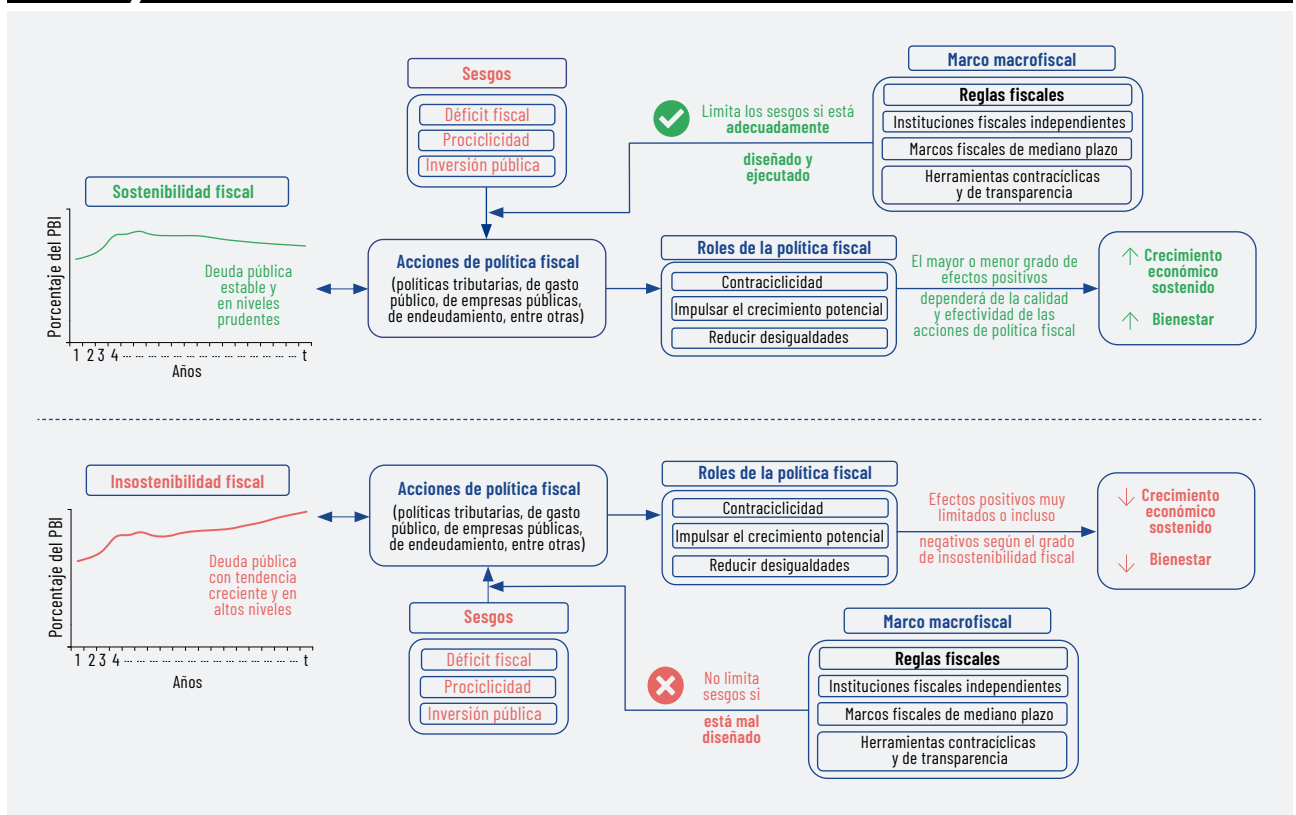 Sesgos
Déficit fiscal
Prociclicidad
Inversión pública
Limita los sesgos si está
adecuadamente
diseñado y
ejecutado
Marco macrofiscal
Reglas fiscales
Instituciones fiscales independientes
Marcos fiscales de mediano plazo
Herramientas contracíclicas
y de transparencia
Sostenibilidad fiscal
Porcentaje del PBI
Deuda pública
estable y
en niveles
prudentes
1 2 3 4 ... ... ... ... ... ... ... ... ... ... ... ... t
Años
Acciones de política fiscal
(políticas tributarias, de gasto
público, de empresas públicas,
de endeudamiento, entre otras)
Roles de la política fiscal
Contraciclicidad
Impulsar el crecimiento potencial
Reducir desigualdades
El mayor o menor grado de
efectos positivos
dependerá de la calidad
y efectividad de las
acciones de política fiscal
↑ Crecimiento
económico
sostenido
↑ Bienestar
Insostenibilidad fiscal
Porcentaje del PBI
Deuda pública
con tendencia
creciente y en
altos niveles
1 2 3 4 ... ... ... ... ... ... ... ... ... ... ... ... t
Años
Acciones de política fiscal
(políticas tributarias, de gasto
público, de empresas públicas,
de endeudamiento, entre otras)
Roles de la política fiscal
Contraciclicidad
Impulsar el crecimiento potencial
Reducir desigualdades
Efectos positivos muy
limitados o incluso
negativos según el grado
de insostenibilidad fiscal
↓ Crecimiento
económico
sostenido
↓ Bienestar
Sesgos
Déficit fiscal
Prociclicidad
Inversión pública
No limita
sesgos si
está mal
diseñado
Marco macrofiscal
Reglas fiscales
Instituciones fiscales independientes
Marcos fiscales de mediano plazo
Herramientas contracíclicas
y de transparencia